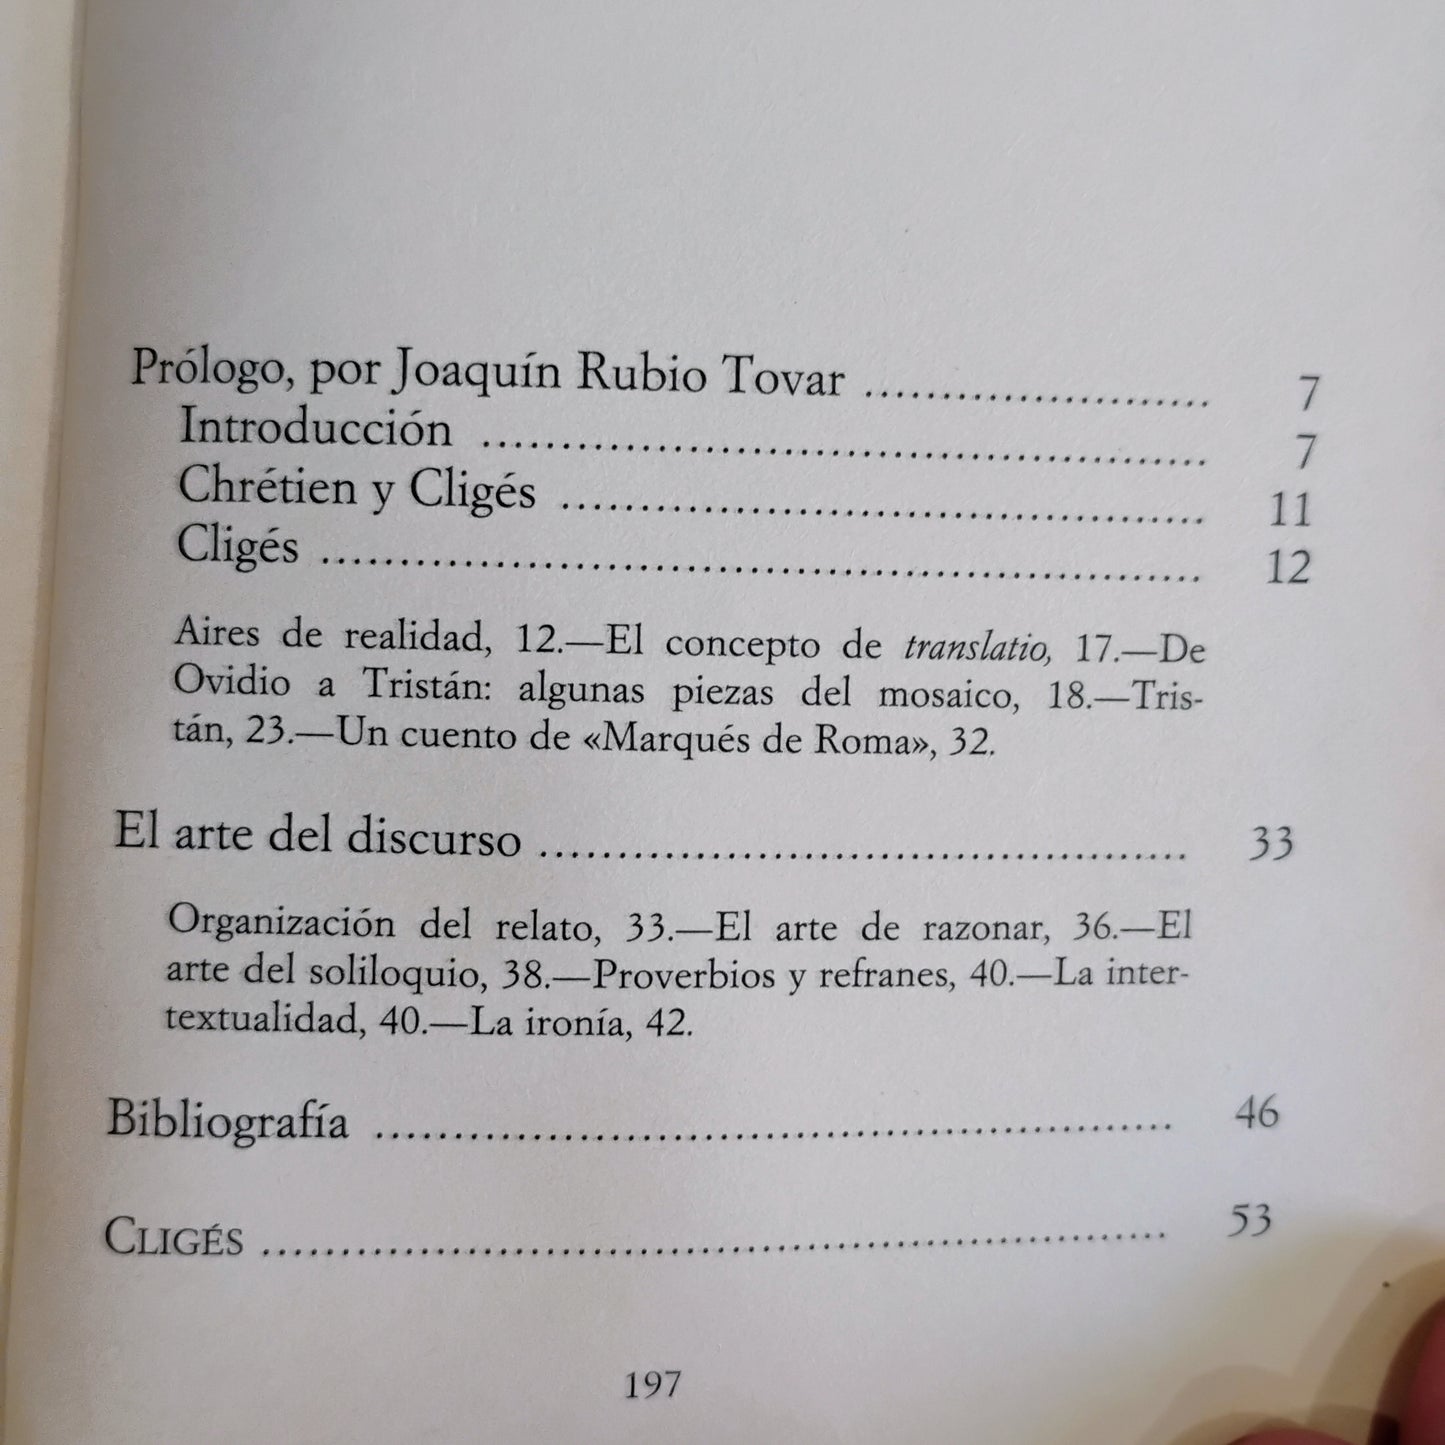 Prólogo, por Joaquín Rubio Tovar ........................ 7
Introducción ................................................ 7
Chrétien y Cligés ........................................... 11
Cligés .......................................................... 12
Aires de realidad, 12.—El concepto de translatio, 17.—De
Ovidio a Tristán: algunas piezas del mosaico, 18.—Tris-
tán, 23.—Un cuento de «Marqués de Roma», 32.
El arte del discurso ........................................... 33
Organización del relato, 33.—El arte de razonar, 36.—El
arte del soliloquio, 38.—Proverbios y refranes, 40.—La inter-
textualidad, 40.—La ironía, 42.
Bibliografía ..................................................... 46
CLIGÉS ........................................................... 53
197